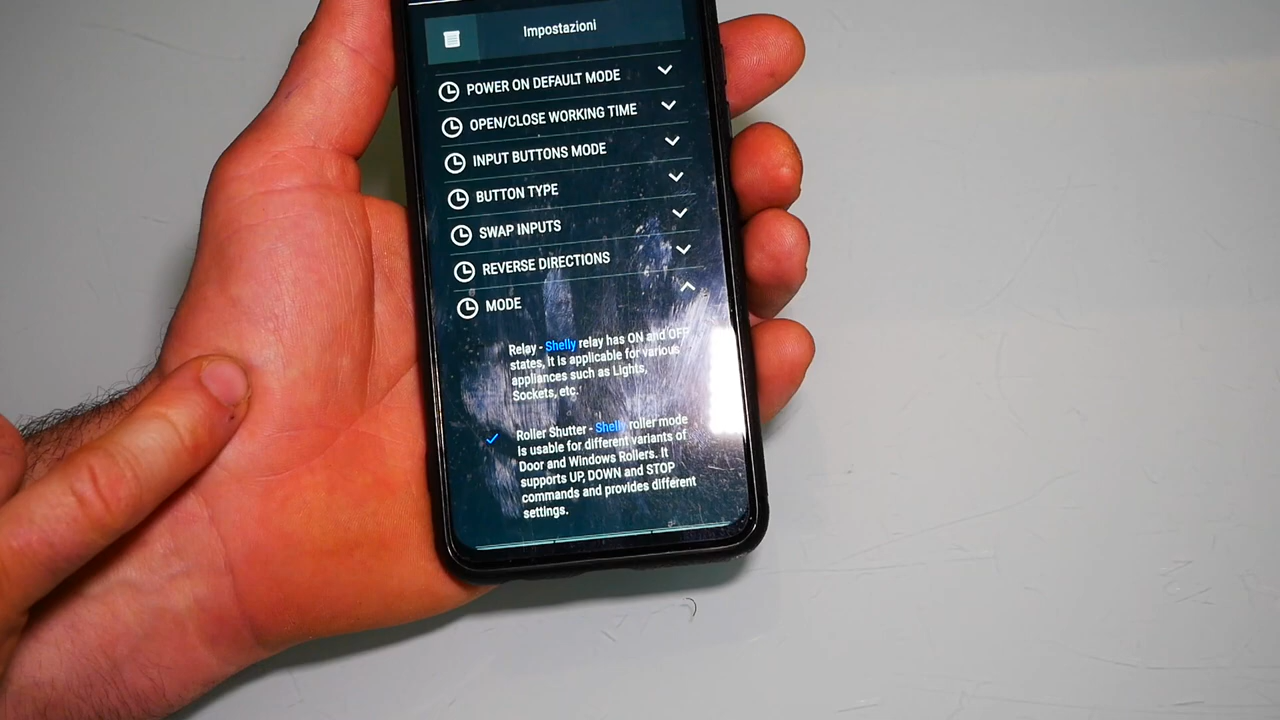 Impostazioni
POWER ON DEFAULT MODE
OPEN/CLOSE WORKING TIME
INPUT BUTTONS MODE
BUTTON TYPE
SWAP INPUTS
REVERSE DIRECTIONS
MODE
Relay - Shelly relay has ON and OFF
states, it is applicable for various
appliances such as Lights,
Sockets, etc.
Roller Shutter - Shelly roller mode
is usable for different variants of
Door and Windows Rollers. It
supports UP, DOWN and STOP
commands and provides different
settings.